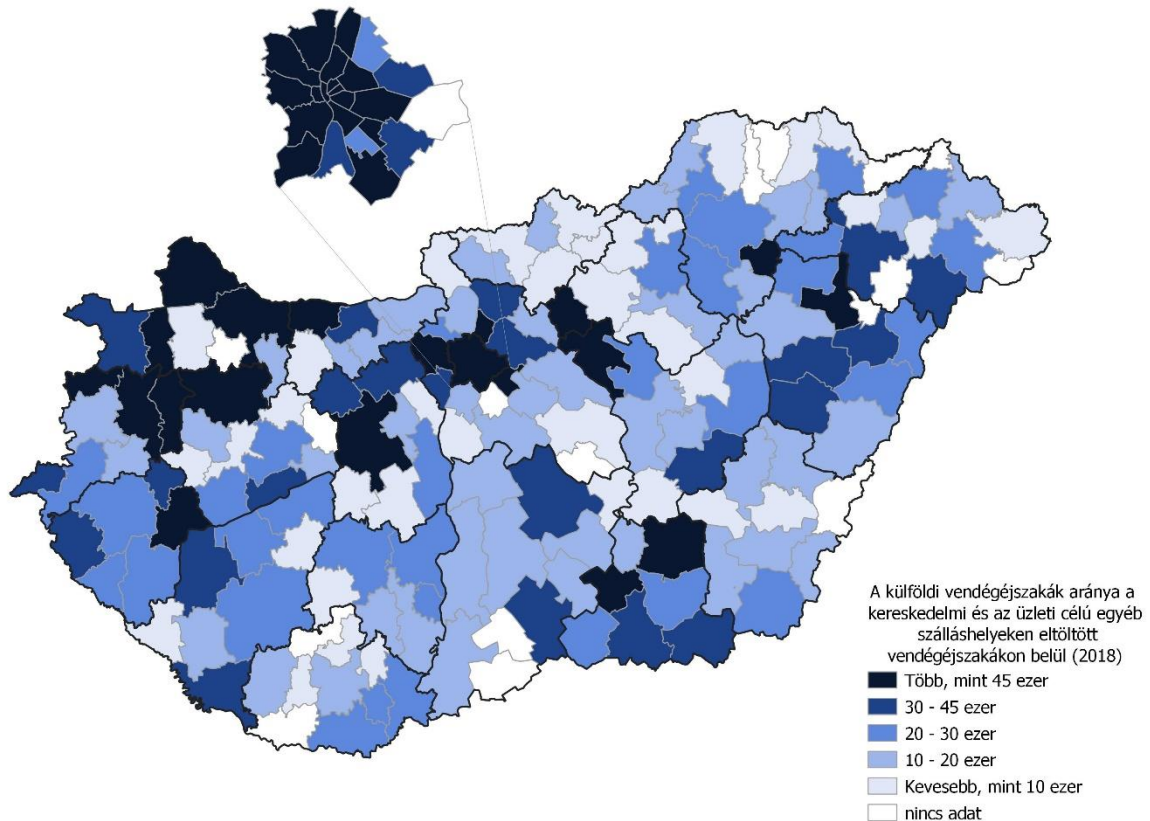 A külföldi vendégéjszakák aránya a
kereskedelmi és az üzleti célú egyéb
szálláshelyeken eltöltött
vendégéjszakákon belül (2018)
Több, mint 45 ezer
30 - 45 ezer
20 - 30 ezer
10 - 20 ezer
Kevesebb, mint 10 ezer
nincs adat